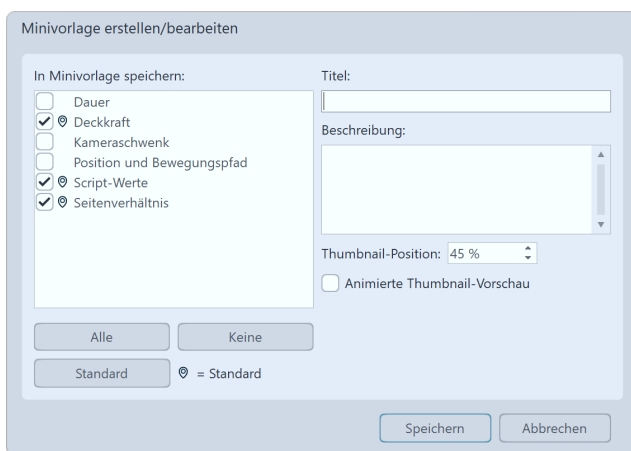 Minivorlage erstellen/bearbeiten
In Minivorlage speichern:
Dauer
Deckkraft
Kameraschwenk
Position und Bewegungspfad
Script-Werte
Seitenverhältnis
Alle
Keine
Standard
= Standard
Titel:
Beschreibung:
Thumbnail-Position: 45 %
Animierte Thumbnail-Vorschau
Speichern
Abbrechen